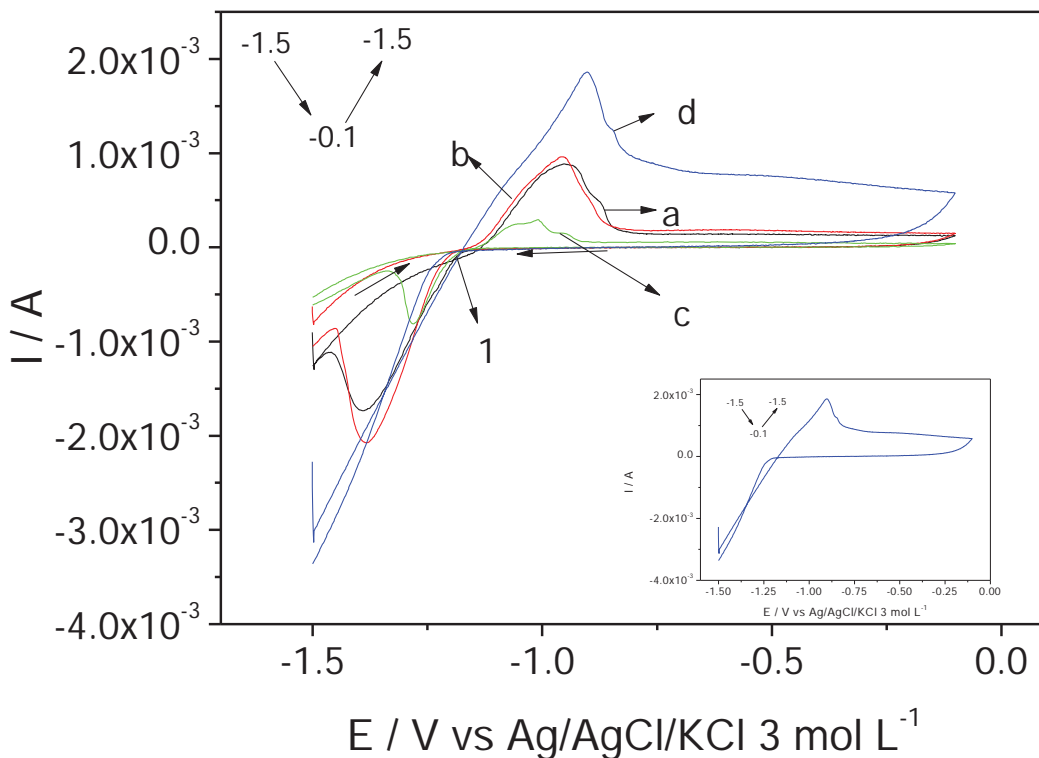 I / A
2.0x10⁻³
1.0x10⁻³
0.0
-1.0x10⁻³
-2.0x10⁻³
-3.0x10⁻³
-4.0x10⁻³
-1.5 -1.5
-0.1
b
d
a
c
1
-1.5 -1.0 -0.5 0.0
E / V vs Ag/AgCl/KCl 3 mol L⁻¹
I / A
2.0x10⁻³
0.0
-2.0x10⁻³
-4.0x10⁻³
-1.5 -1.5
-0.1
-1.50 -1.25 -1.00 -0.75 -0.50 -0.25 0.00
E / V vs Ag/AgCl/KCl 3 mol L⁻¹